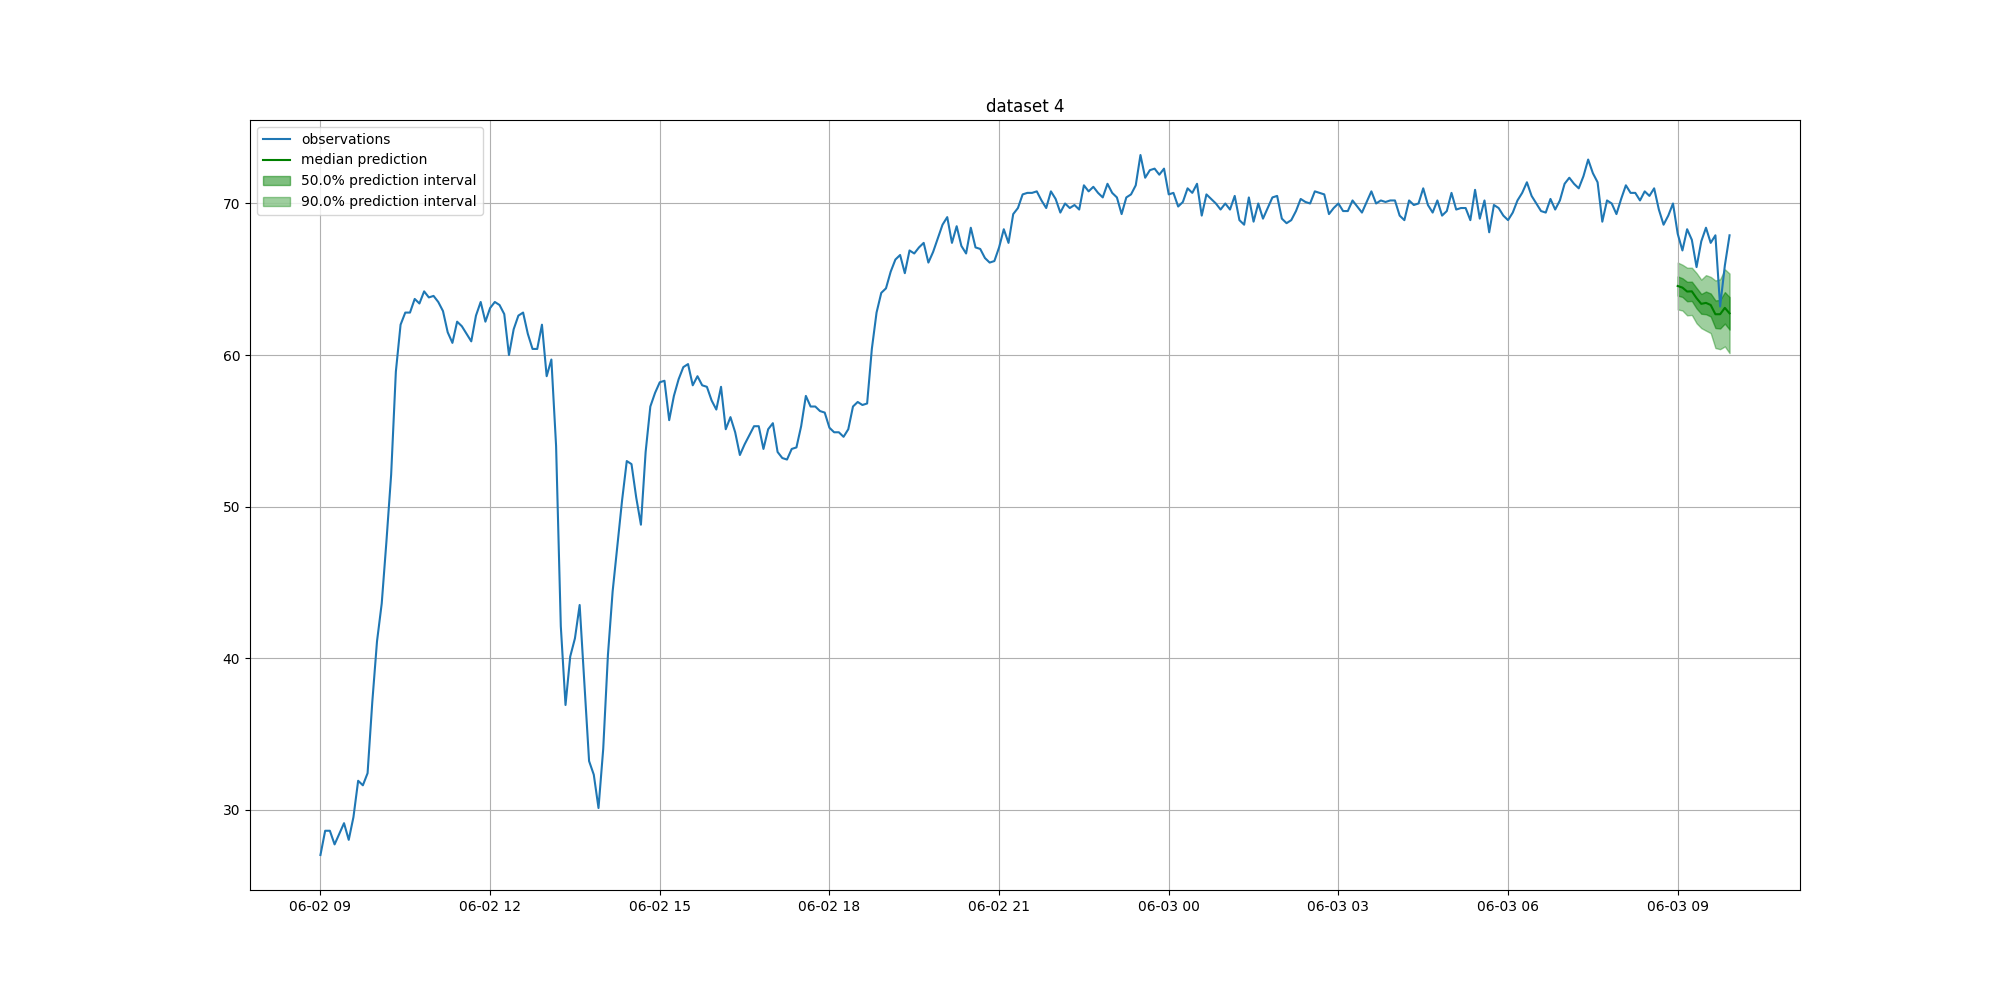 dataset 4
observations
median prediction
50.0% prediction interval
90.0% prediction interval
70
60
50
40
30
06-02 09
06-02 12
06-02 15
06-02 18
06-02 21
06-03 00
06-03 03
06-03 06
06-03 09